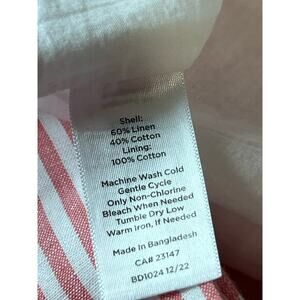 Shell:
60% Linen
40% Cotton
Lining:
100% Cotton
Machine Wash Cold
Gentle Cycle
Only Non-Chlorine
Bleach When Needed
Tumble Dry Low
Warm Iron, If Needed
Made in Bangladesh
CA# 23147
BD1024 12/22